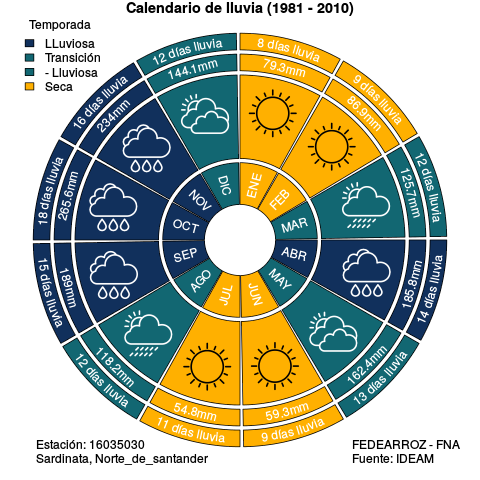 Calendario de lluvia (1981 - 2010)
Temporada
LLuviosa
Transición
- Lluviosa
Seca
8 días lluvia
79.3mm
ENE
9 días lluvia
86.9mm
FEB
12 días lluvia
125.7mm
MAR
14 días lluvia
185.8mm
ABR
13 días lluvia
162.4mm
MAY
9 días lluvia
59.3mm
JUN
11 días lluvia
54.8mm
JUL
12 días lluvia
118.2mm
AGO
15 días lluvia
189mm
SEP
18 días lluvia
265.6mm
OCT
16 días lluvia
234mm
NOV
12 días lluvia
144.1mm
DIC
Estación: 16035030
Sardinata, Norte_de_santander
FEDEARROZ - FNA
Fuente: IDEAM